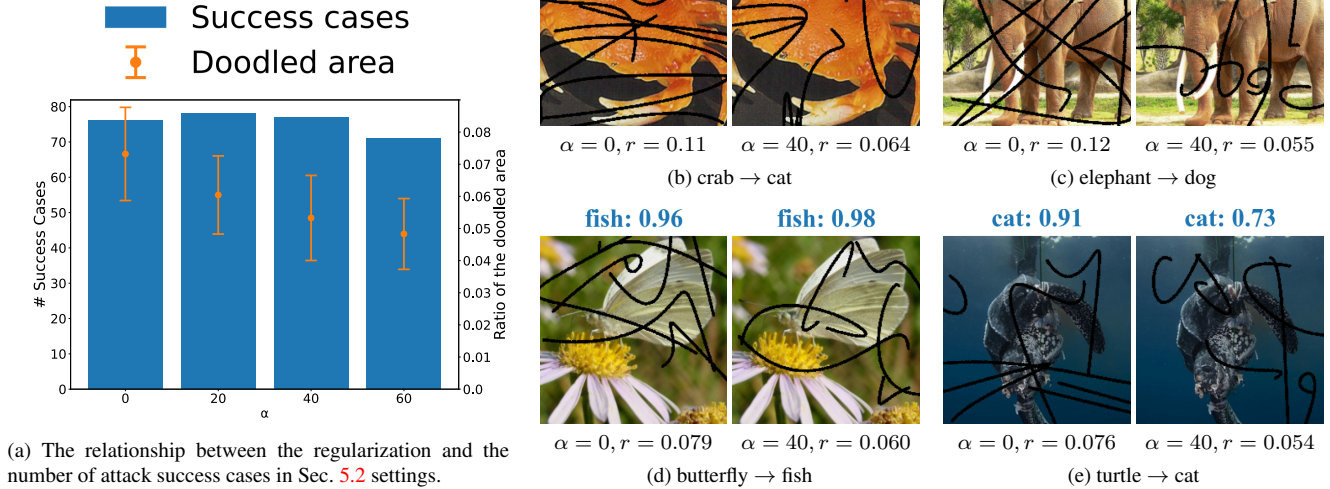 Success cases
Doodled area
# Success Cases
80
70
60
50
40
30
20
10
0
0
20
40
60
α
0.08
0.07
0.06
0.05
0.04
0.03
0.02
0.01
0.0
Ratio of the doodled area
(a) The relationship between the regularization and the
number of attack success cases in Sec. 5.2 settings.
α = 0, r = 0.11
α = 40, r = 0.064
(b) crab → cat
Dog
α = 0, r = 0.12
α = 40, r = 0.055
(c) elephant → dog
fish: 0.96
fish: 0.98
α = 0, r = 0.079
α = 40, r = 0.060
(d) butterfly → fish
cat: 0.91
cat: 0.73
α = 0, r = 0.076
α = 40, r = 0.054
(e) turtle → cat